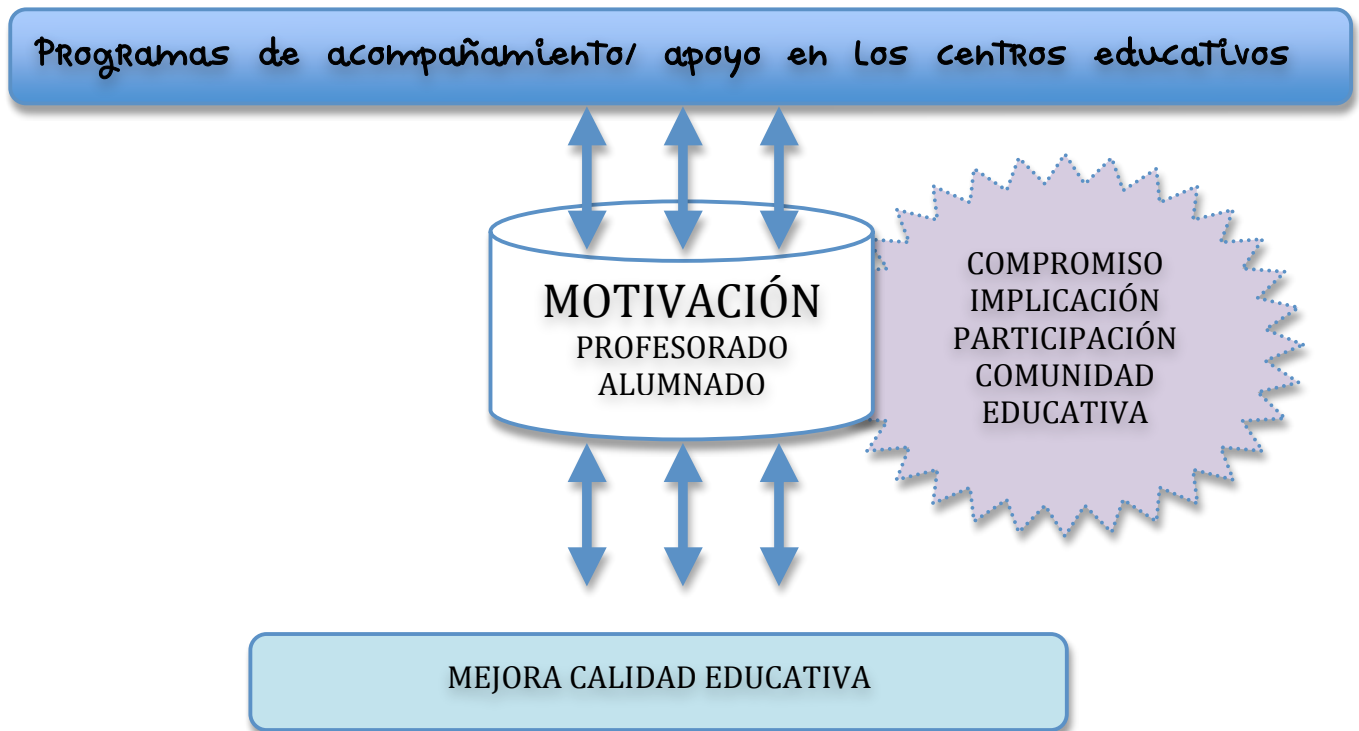 Programas de acompañamiento/ apoyo en los centros educativos
MOTIVACIÓN
PROFESORADO
ALUMNADO
COMPROMISO
IMPLICACIÓN
PARTICIPACIÓN
COMUNIDAD
EDUCATIVA
MEJORA CALIDAD EDUCATIVA